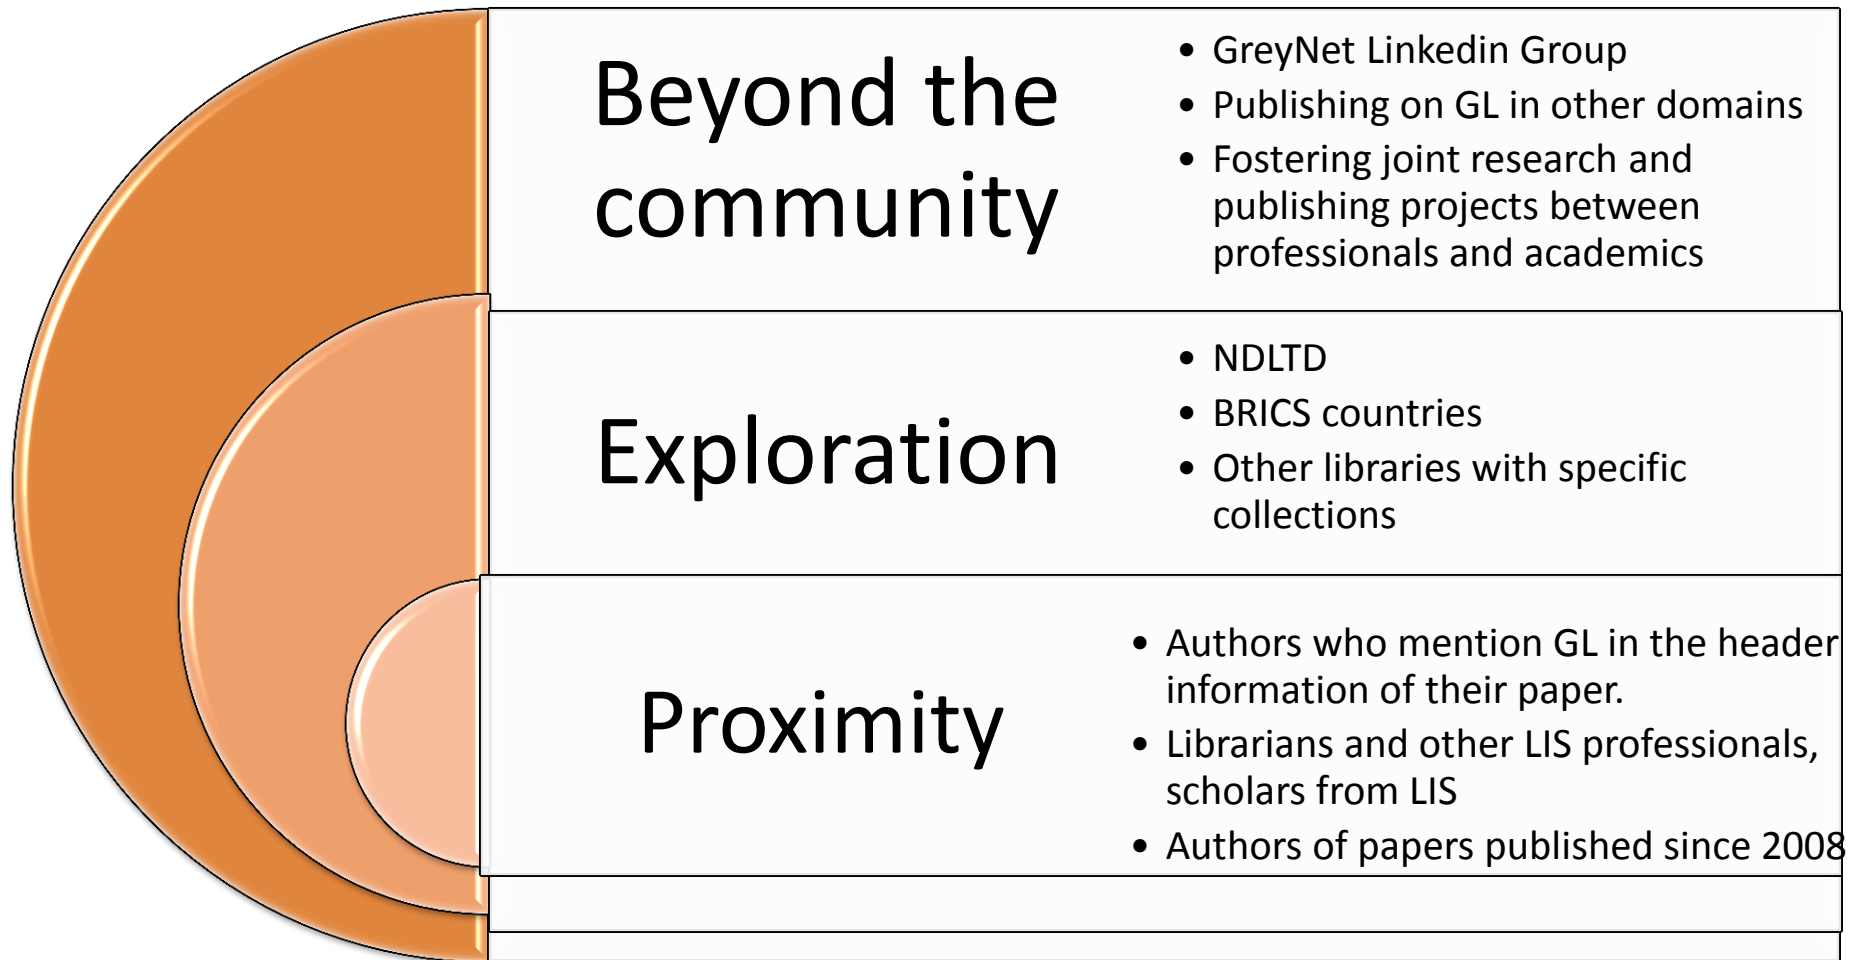 Beyond the
community
• GreyNet Linkedin Group
• Publishing on GL in other domains
• Fostering joint research and
publishing projects between
professionals and academics
Exploration
• NDLTD
• BRICS countries
• Other libraries with specific
collections
Proximity
• Authors who mention GL in the header
information of their paper.
• Librarians and other LIS professionals,
scholars from LIS
• Authors of papers published since 2008